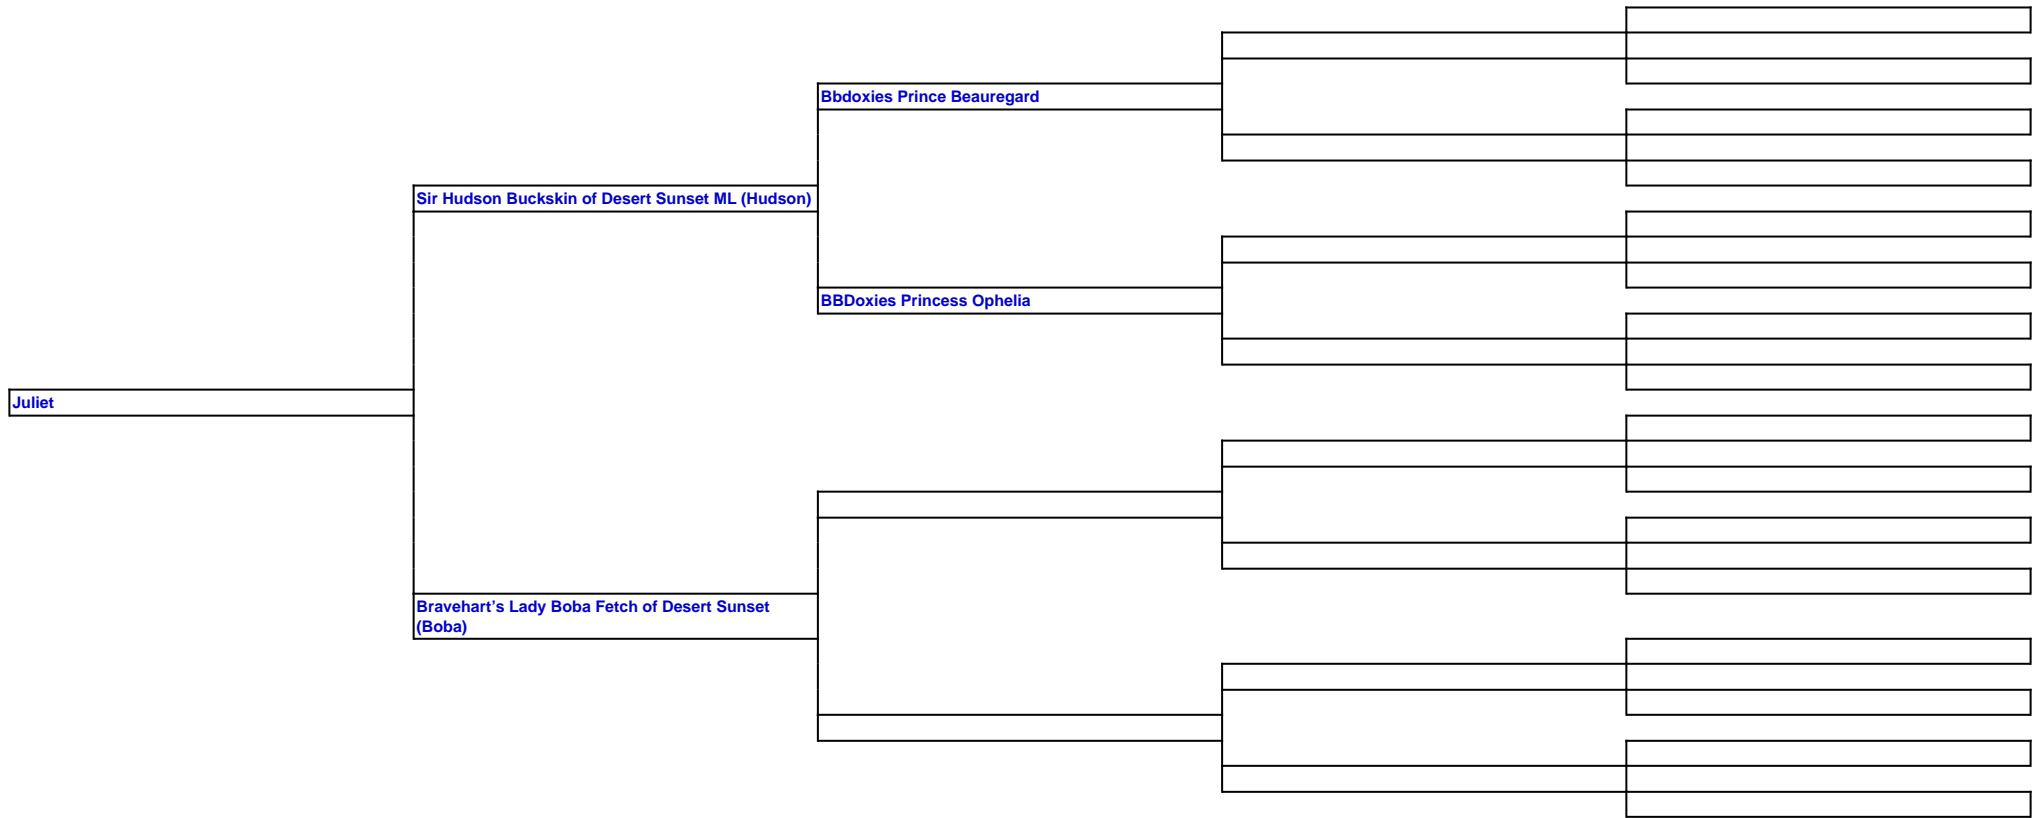 Bbdoxies Prince Beauregard
Sir Hudson Buckskin of Desert Sunset ML (Hudson)
BBDoxies Princess Ophelia
Juliet
Bravehart’s Lady Boba Fetch of Desert Sunset
(Boba)